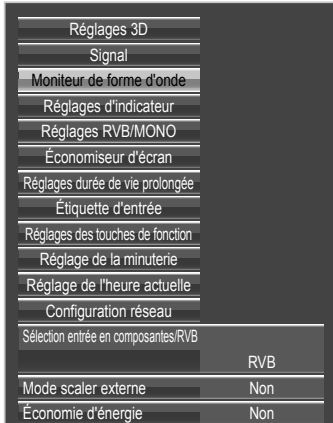 Réglages 3D
Signal
Moniteur de forme d'onde
Réglages d'indicateur
Réglages RVB/MONO
Économiseur d'écran
Réglages durée de vie prolongée
Étiquette d'entrée
Réglages des touches de fonction
Réglage de la minuterie
Réglage de l'heure actuelle
Configuration réseau
Sélection entrée en composantes/RVB
RVB
Mode scaler externe Non
Économie d'énergie Non